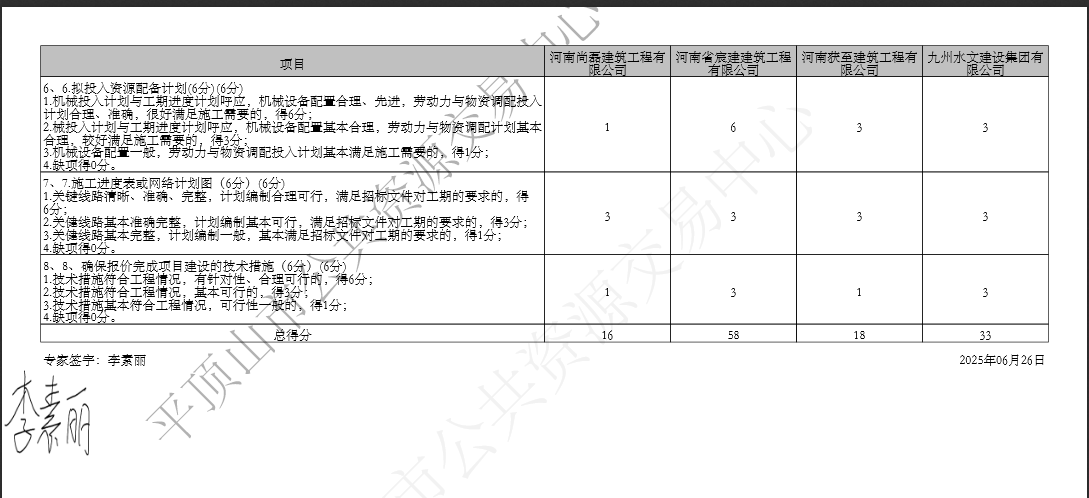 项目
河南尚磊建筑工程有
限公司
河南省宸建建筑工程
有限公司
河南获至建筑工程有
限公司
九州水文建设集团有
限公司
6、6.拟投入资源配备计划(6分)(6分)
1.机械投入计划与工期进度计划呼应，机械设备配置合理、先进，劳动力与物资调配投入
计划合理、准确，很好满足施工需要的，得6分；
2.械投入计划与工期进度计划呼应，机械设备配置基本合理，劳动力与物资调配计划基本
合理，较好满足施工需要的，得3分；
3.机械设备配置一般，劳动力与物资调配投入计划基本满足施工需要的，得1分；
4.缺项得0分。
1
6
3
3
7、7.施工进度表或网络计划图（6分）(6分)
1.关键线路清晰、准确、完整，计划编制合理可行，满足招标文件对工期的要求的，得
6分；
2.关健线路基本准确完整，计划编制基本可行，满足招标文件对工期的要求的，得3分；
3.关健线路基本完整，计划编制一般，基本满足招标文件对工期的要求的，得1分；
4.缺项得0分。
3
3
3
3
8、8、确保报价完成项目建设的技术措施（6分）(6分)
1.技术措施符合工程情况，有针对性、合理可行的，得6分；
2.技术措施符合工程情况，基本可行的，得3分；
3.技术措施基本符合工程情况，可行性一般的，得1分；
4.缺项得0分。
1
3
1
3
总得分
16
58
18
33
专家签字：李素丽
2025年06月26日
李素丽
平顶山市公共资源交易中心
市公共资源交易中心